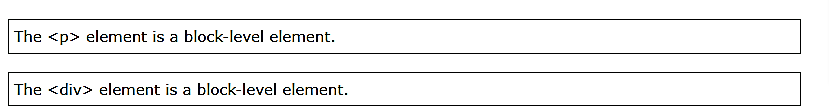 The <p> element is a block-level element.
The <div> element is a block-level element.